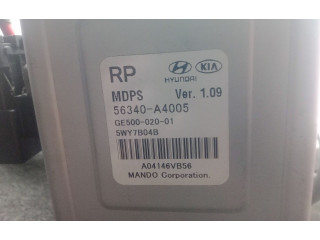 RP
HYUNDAI KIA
MDPS Ver. 1.09
56340-A4005
GE500-020-01
5WY7B04B
A04146VB56
MANDO Corporation.